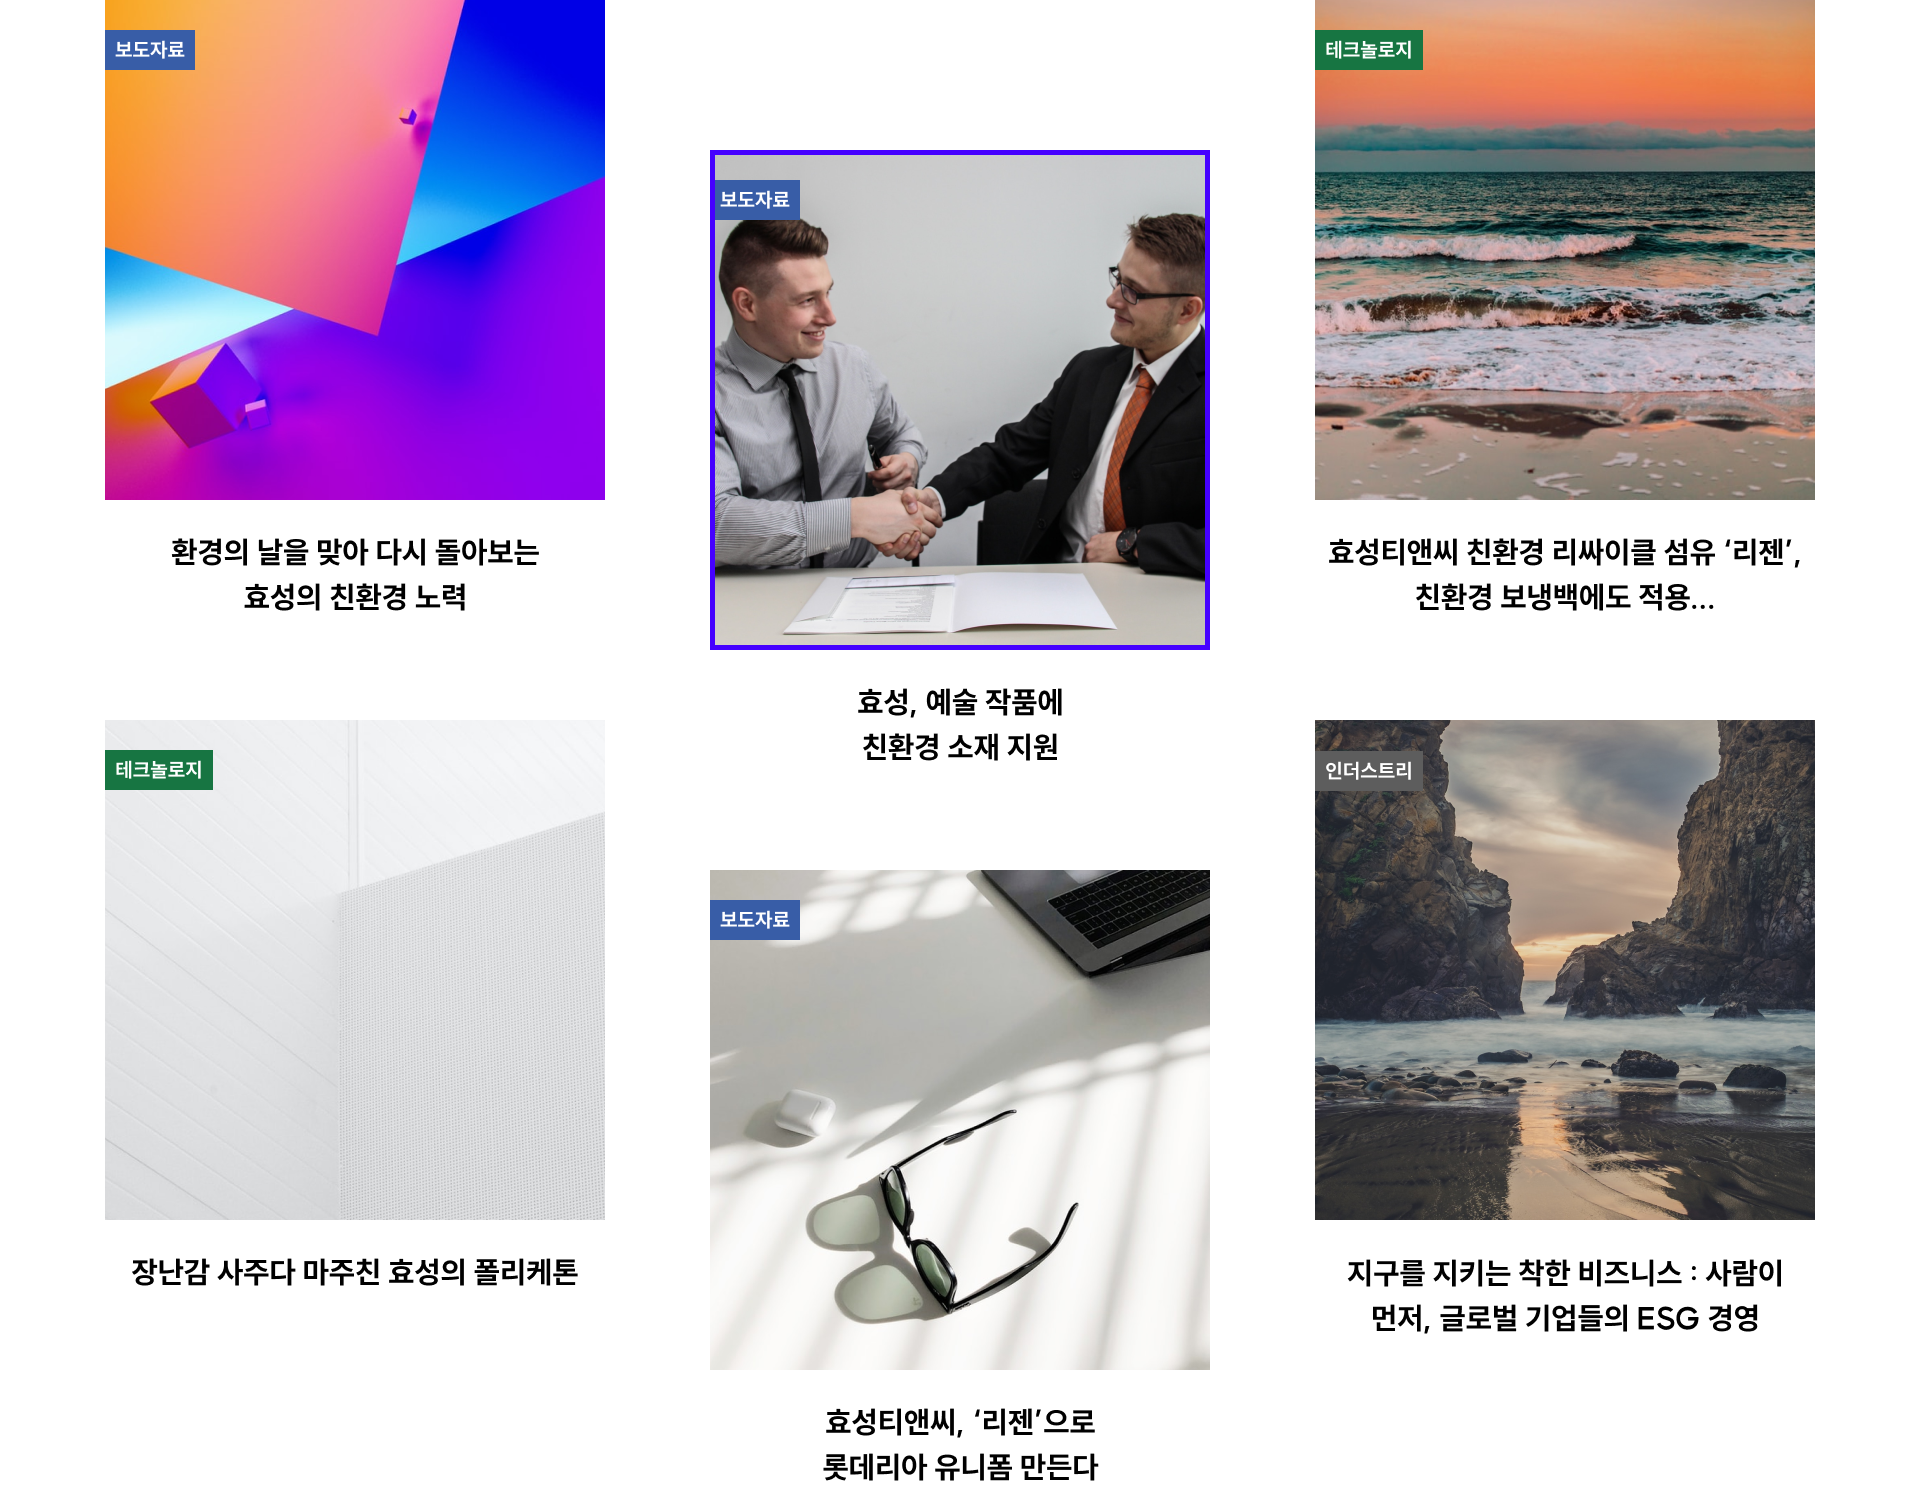 보도자료
환경의 날을 맞아 다시 돌아보는
효성의 친환경 노력
보도자료
효성, 예술 작품에
친환경 소재 지원
테크놀로지
효성티앤씨 친환경 리싸이클 섬유 ‘리젠’,
친환경 보냉백에도 적용...
테크놀로지
장난감 사주다 마주친 효성의 폴리케톤
보도자료
효성티앤씨, ‘리젠’으로
롯데리아 유니폼 만든다
인더스트리
지구를 지키는 착한 비즈니스 : 사람이
먼저, 글로벌 기업들의 ESG 경영